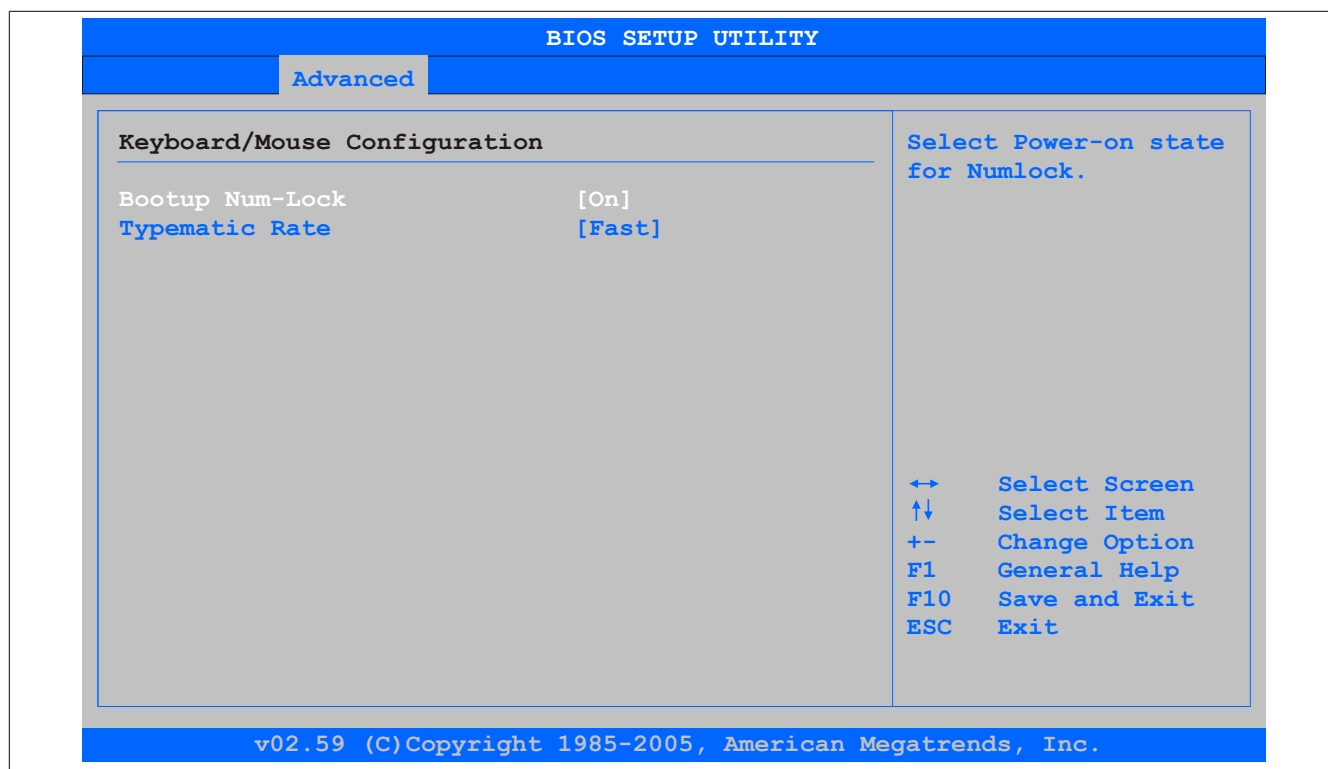 BIOS SETUP UTILITY
Advanced
Keyboard/Mouse Configuration
Bootup Num-Lock [On]
Typematic Rate [Fast]
Select Power-on state
for Numlock.
↔ Select Screen
↑↓ Select Item
+- Change Option
F1 General Help
F10 Save and Exit
ESC Exit
v02.59 (C)Copyright 1985-2005, American Megatrends, Inc.